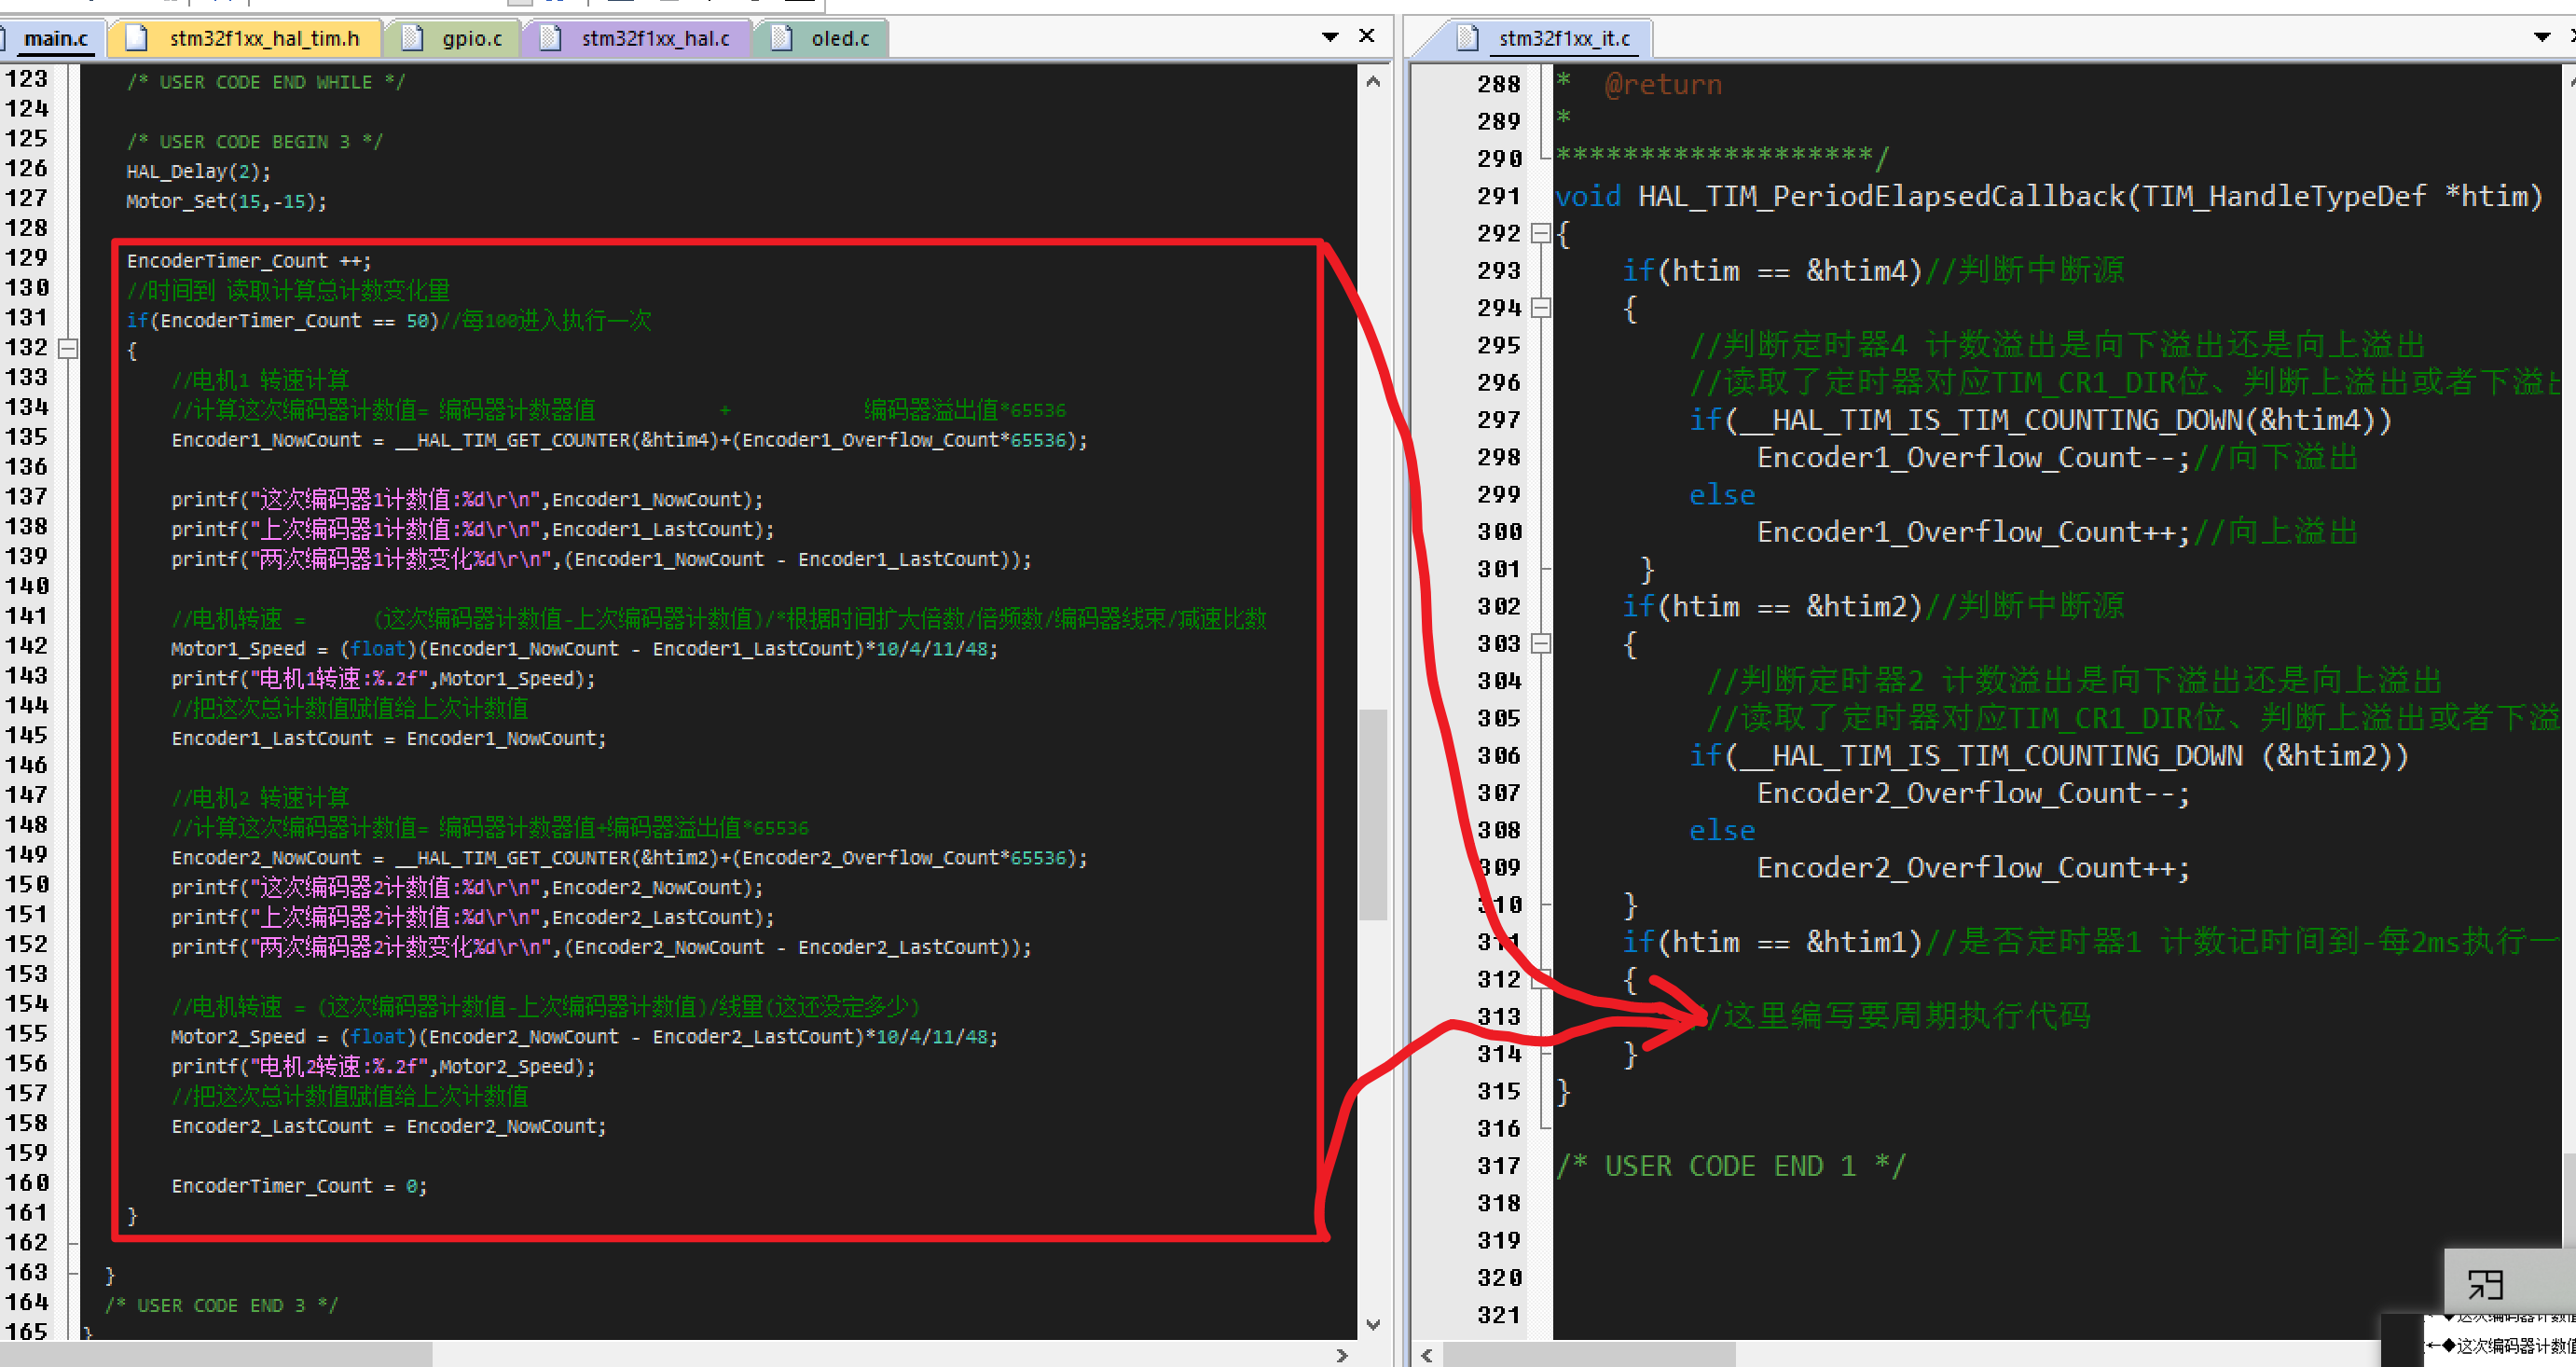 main.c
stm32f1xx_hal_tim.h
gpio.c
stm32f1xx_hal.c
oled.c
123 /* USER CODE END WHILE */
124
125 /* USER CODE BEGIN 3 */
126 HAL_Delay(2);
127 Motor_Set(15,-15);
128
129 EncoderTimer_Count ++;
130 //时间到 读取计算总计数变化量
131 if(EncoderTimer_Count == 50)//每100进入执行一次
132 {
133 //电机1 转速计算
134 //计算这次编码器计数值= 编码器计数器值 + 编码器溢出值*65536
135 Encoder1_NowCount = __HAL_TIM_GET_COUNTER(&htim4)+(Encoder1_Overflow_Count*65536);
136
137 printf("这次编码器1计数值:%d\r\n",Encoder1_NowCount);
138 printf("上次编码器1计数值:%d\r\n",Encoder1_LastCount);
139 printf("两次编码器1计数变化%d\r\n",(Encoder1_NowCount - Encoder1_LastCount));
140
141 //电机转速 = (这次编码器计数值-上次编码器计数值)/*根据时间扩大倍数/倍频数/编码器线束/减速比数
142 Motor1_Speed = (float)(Encoder1_NowCount - Encoder1_LastCount)*10/4/11/48;
143 printf("电机1转速:%.2f",Motor1_Speed);
144 //把这次总计数值赋值给上次计数值
145 Encoder1_LastCount = Encoder1_NowCount;
146
147 //电机2 转速计算
148 //计算这次编码器计数值= 编码器计数器值+编码器溢出值*65536
149 Encoder2_NowCount = __HAL_TIM_GET_COUNTER(&htim2)+(Encoder2_Overflow_Count*65536);
150 printf("这次编码器2计数值:%d\r\n",Encoder2_NowCount);
151 printf("上次编码器2计数值:%d\r\n",Encoder2_LastCount);
152 printf("两次编码器2计数变化%d\r\n",(Encoder2_NowCount - Encoder2_LastCount));
153
154 //电机转速 = (这次编码器计数值-上次编码器计数值)/线里(这还没定多少)
155 Motor2_Speed = (float)(Encoder2_NowCount - Encoder2_LastCount)*10/4/11/48;
156 printf("电机2转速:%.2f",Motor2_Speed);
157 //把这次总计数值赋值给上次计数值
158 Encoder2_LastCount = Encoder2_NowCount;
159
160 EncoderTimer_Count = 0;
161 }
162
163 }
164 /* USER CODE END 3 */
165 }
stm32f1xx_it.c
288 * @return
289 *
290 *******************/
291 void HAL_TIM_PeriodElapsedCallback(TIM_HandleTypeDef *htim)
292 {
293 if(htim == &htim4)//判断中断源
294 {
295 //判断定时器4 计数溢出是向下溢出还是向上溢出
296 //读取了定时器对应TIM_CR1_DIR位、判断上溢出或者下溢出
297 if(__HAL_TIM_IS_TIM_COUNTING_DOWN(&htim4))
298 Encoder1_Overflow_Count--;//向下溢出
299 else
300 Encoder1_Overflow_Count++;//向上溢出
301 }
302 if(htim == &htim2)//判断中断源
303 {
304 //判断定时器2 计数溢出是向下溢出还是向上溢出
305 //读取了定时器对应TIM_CR1_DIR位、判断上溢出或者下溢
306 if(__HAL_TIM_IS_TIM_COUNTING_DOWN (&htim2))
307 Encoder2_Overflow_Count--;
308 else
309 Encoder2_Overflow_Count++;
310 }
311 if(htim == &htim1)//是否定时器1 计数记时间到-每2ms执行一
312 {
313 /这里编写要周期执行代码
314 }
315 }
316
317 /* USER CODE END 1 */
318
319
320
321
←◆这次编码器计数值
←◆这次编码器计数值